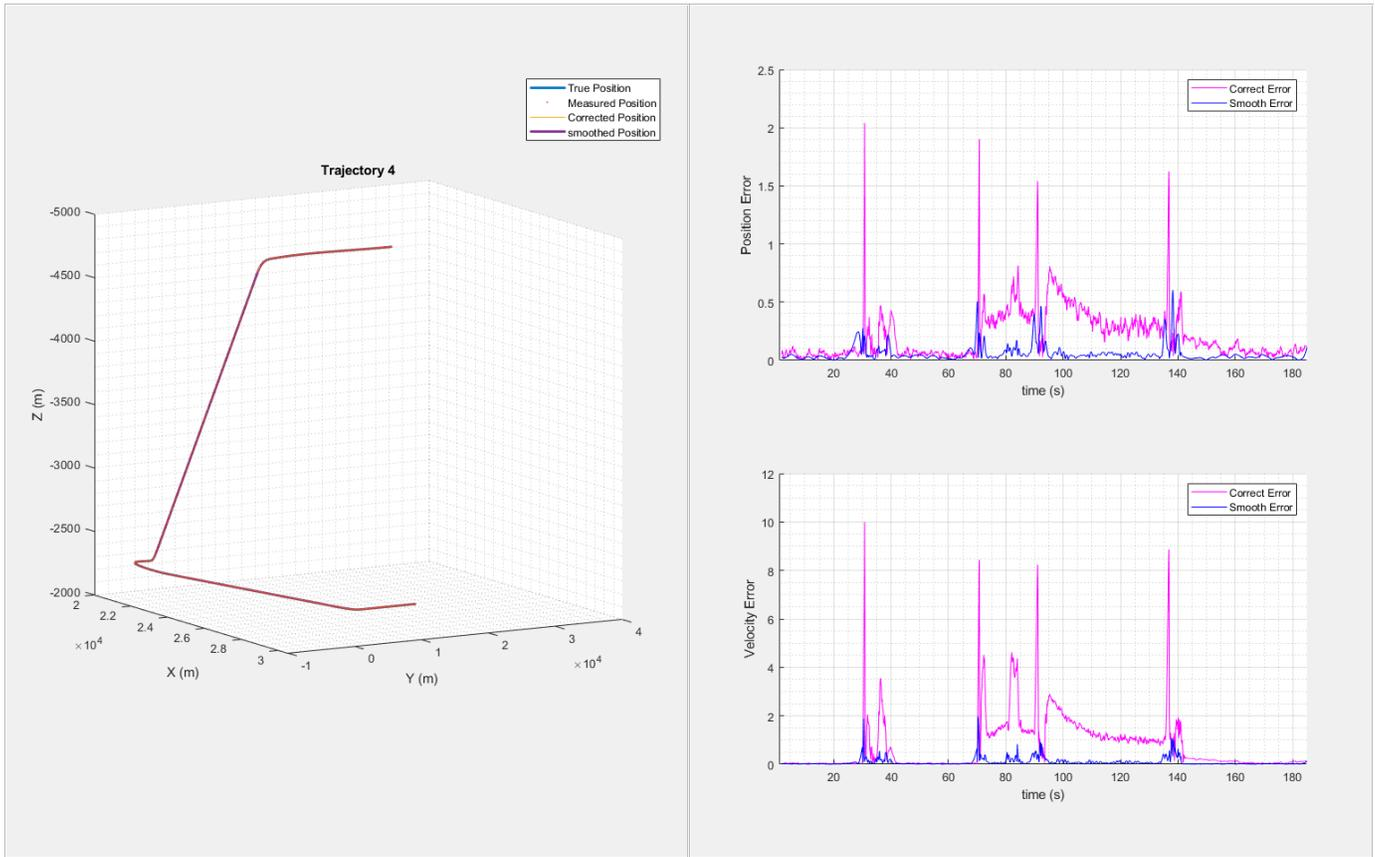 True Position
Measured Position
Corrected Position
smoothed Position
Trajectory 4
-5000
-4500
-4000
-3500
-3000
-2500
-2000
Z (m)
2
2.2
2.4
2.6
2.8
3
×10⁴
X (m)
-1
0
1
2
3
4
×10⁴
Y (m)
2.5
2
1.5
1
0.5
0
Position Error
Correct Error
Smooth Error
20 40 60 80 100 120 140 160 180
time (s)
12
10
8
6
4
2
0
Velocity Error
Correct Error
Smooth Error
20 40 60 80 100 120 140 160 180
time (s)